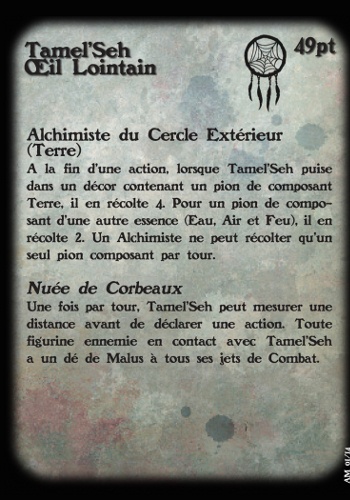 Tamel'Seh
Œil Lointain
49pt
Alchimiste du Cercle Extérieur
(Terre)
A la fin d'une action, lorsque Tamel'Seh puise
dans un décor contenant un pion de composant
Terre, il en récolte 4. Pour un pion de compo-
sant d'une autre essence (Eau, Air et Feu), il en
récolte 2. Un Alchimiste ne peut récolter qu'un
seul pion composant par tour.
Nuée de Corbeaux
Une fois par tour, Tamel'Seh peut mesurer une
distance avant de déclarer une action. Toute
figurine ennemie en contact avec Tamel'Seh
a un dé de Malus à tous ses jets de Combat.